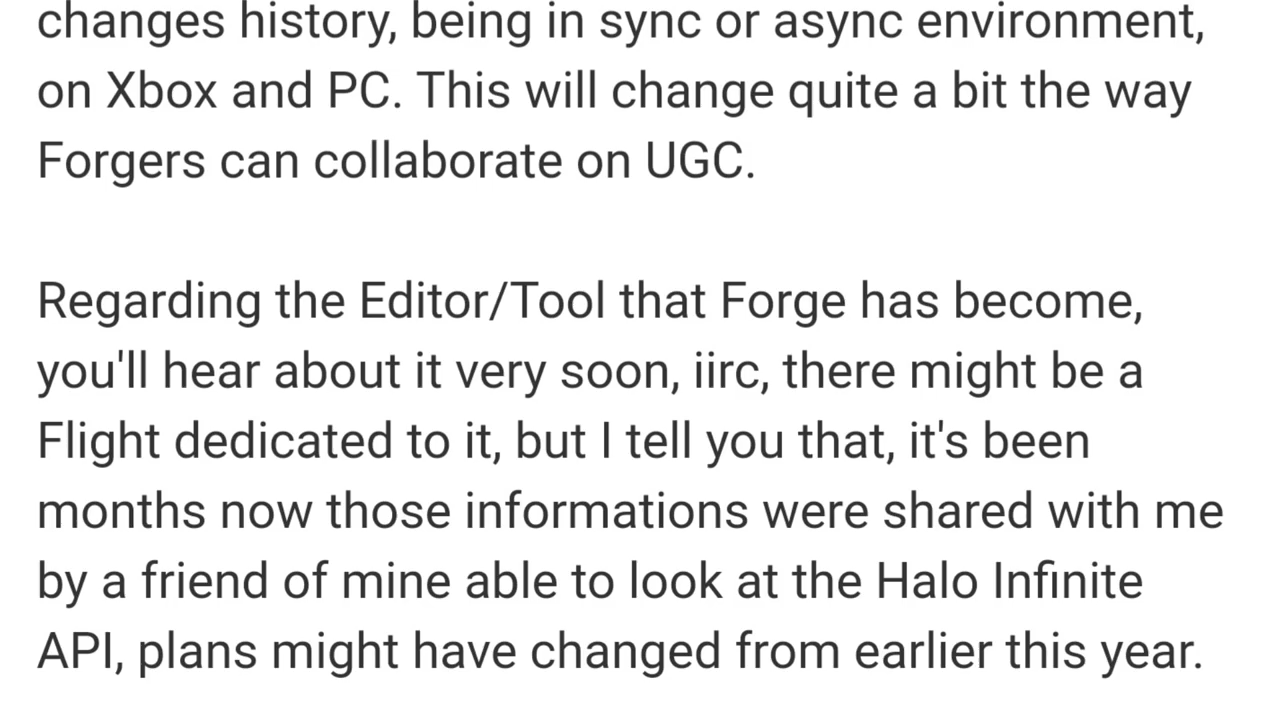 changes history, being in sync or async environment,
on Xbox and PC. This will change quite a bit the way
Forgers can collaborate on UGC.
Regarding the Editor/Tool that Forge has become,
you'll hear about it very soon, iirc, there might be a
Flight dedicated to it, but I tell you that, it's been
months now those informations were shared with me
by a friend of mine able to look at the Halo Infinite
API, plans might have changed from earlier this year.